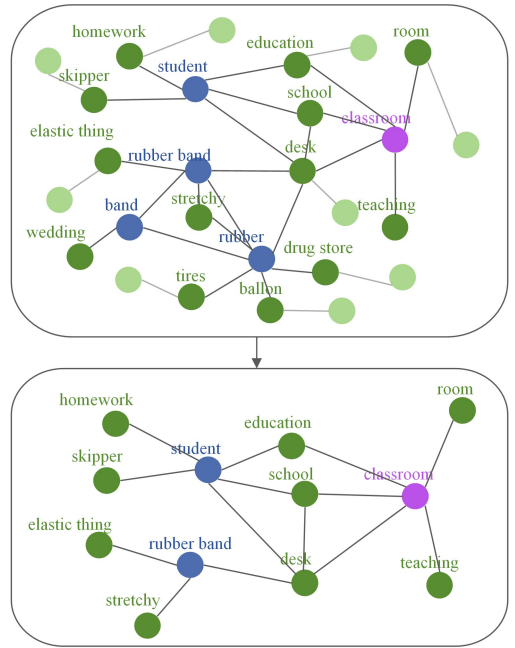 homework
room
education
student
skipper
school
classroom
elastic thing
desk
rubber band
stretchy
band
teaching
wedding
rubber
drug store
tires
ballon
room
homework
education
student
skipper
school
classroom
elastic thing
rubber band
desk
teaching
stretchy